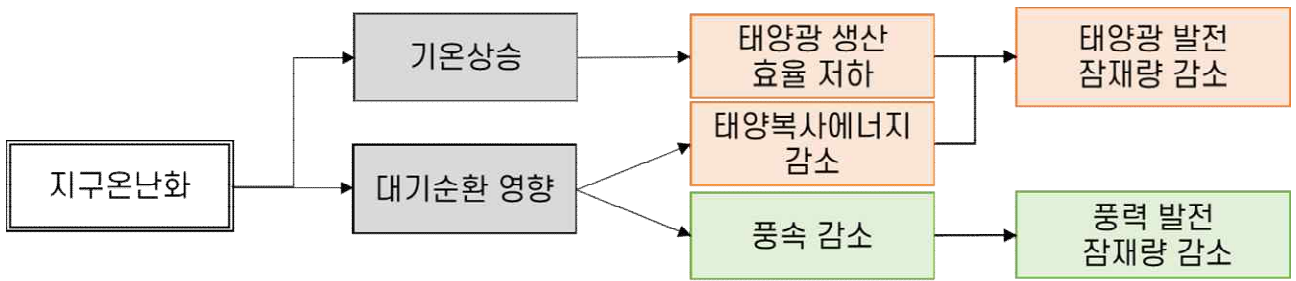 지구온난화
기온상승
대기순환 영향
태양광 생산
효율 저하
태양복사에너지
감소
풍속 감소
태양광 발전
잠재량 감소
풍력 발전
잠재량 감소